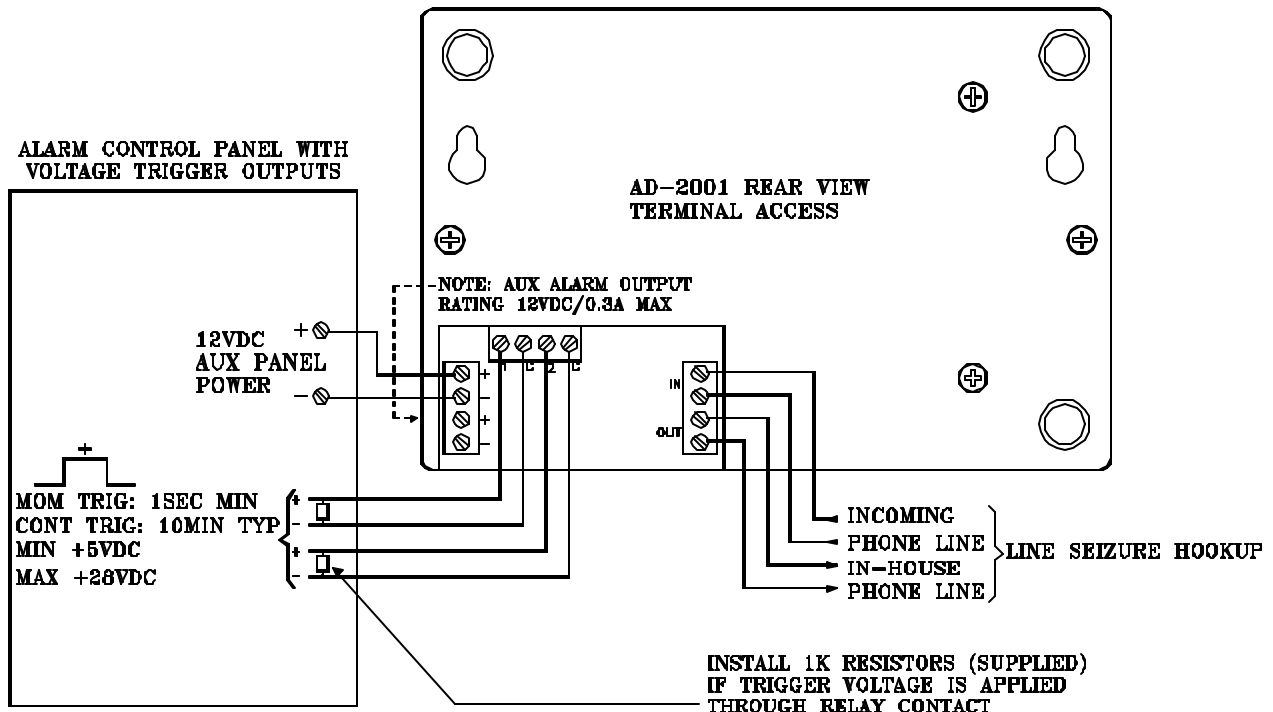 ALARM CONTROL PANEL WITH
VOLTAGE TRIGGER OUTPUTS
AD-2001 REAR VIEW
TERMINAL ACCESS
NOTE: AUX ALARM OUTPUT
RATING 12VDC/0.3A MAX
12VDC
AUX PANEL
POWER
+
-
1 C 2 C
+
-
+
-
IN
OUT
+
MOM TRIG: 1SEC MIN
CONT TRIG: 10MIN TYP
MIN +5VDC
MAX +28VDC
+
-
+
-
INCOMING
PHONE LINE
IN-HOUSE
PHONE LINE
LINE SEIZURE HOOKUP
INSTALL 1K RESISTORS (SUPPLIED)
IF TRIGGER VOLTAGE IS APPLIED
THROUGH RELAY CONTACT